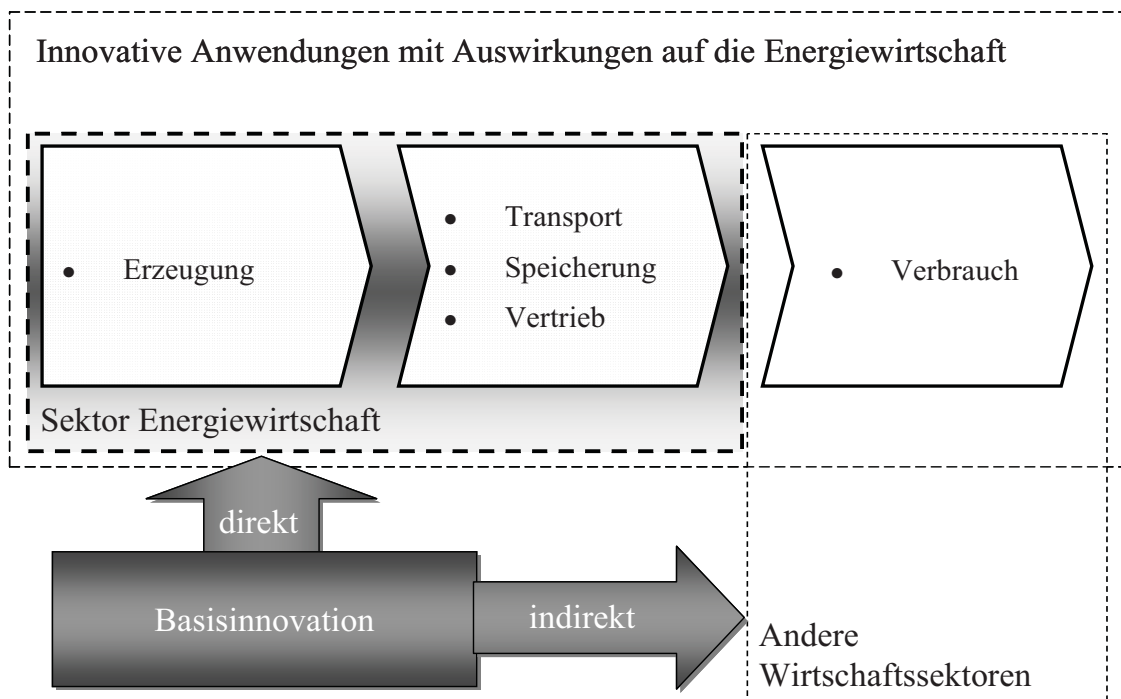 Innovative Anwendungen mit Auswirkungen auf die Energiewirtschaft
• Erzeugung
• Transport
• Speicherung
• Vertrieb
• Verbrauch
Sektor Energiewirtschaft
direkt
Basisinnovation
indirekt
Andere
Wirtschaftssektoren